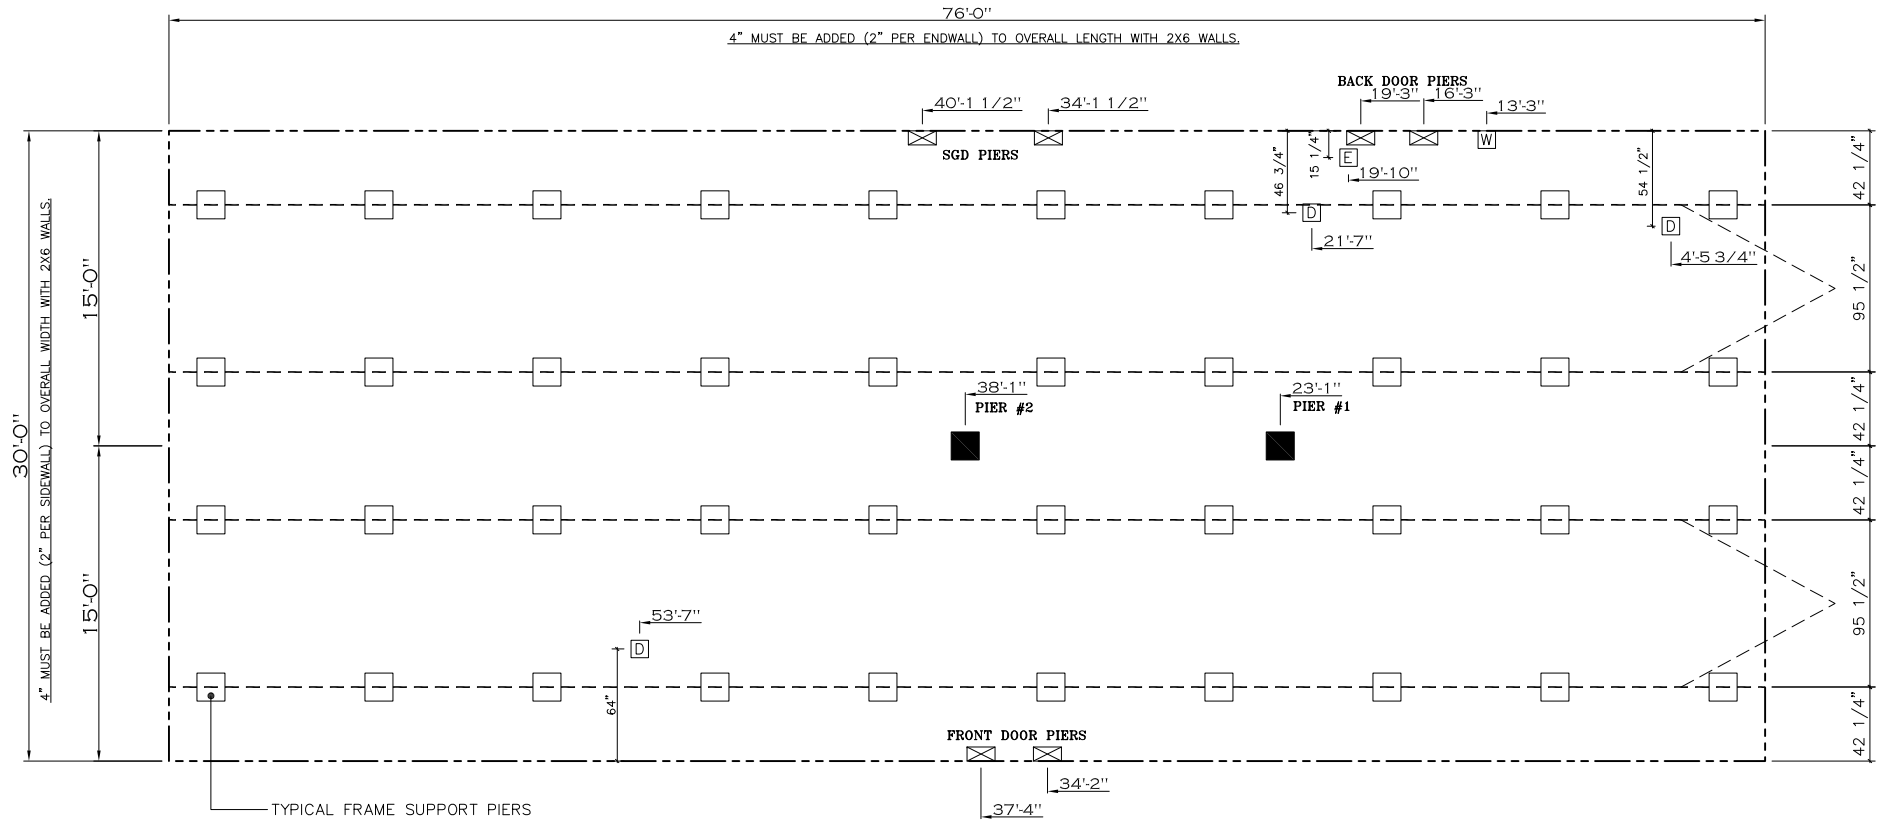 76'-0"
4" MUST BE ADDED (2" PER ENDWALL) TO OVERALL LENGTH WITH 2X6 WALLS.
BACK DOOR PIERS
40'-1 1/2"
34'-1 1/2"
19'-3"
16'-3"
13'-3"
SGD PIERS
W
E
15 1/4"
46 3/4"
19'-10"
54 1/2"
42 1/4"
D
21'-7"
D
4'-5 3/4"
15'-0"
95 1/2"
30'-0"
4" MUST BE ADDED (2" PER SIDEWALL) TO OVERALL WIDTH WITH 2X6 WALLS.
38'-1"
PIER #2
23'-1"
PIER #1
42 1/4"
42 1/4"
15'-0"
95 1/2"
53'-7"
D
64"
42 1/4"
FRONT DOOR PIERS
34'-2"
37'-4"
TYPICAL FRAME SUPPORT PIERS